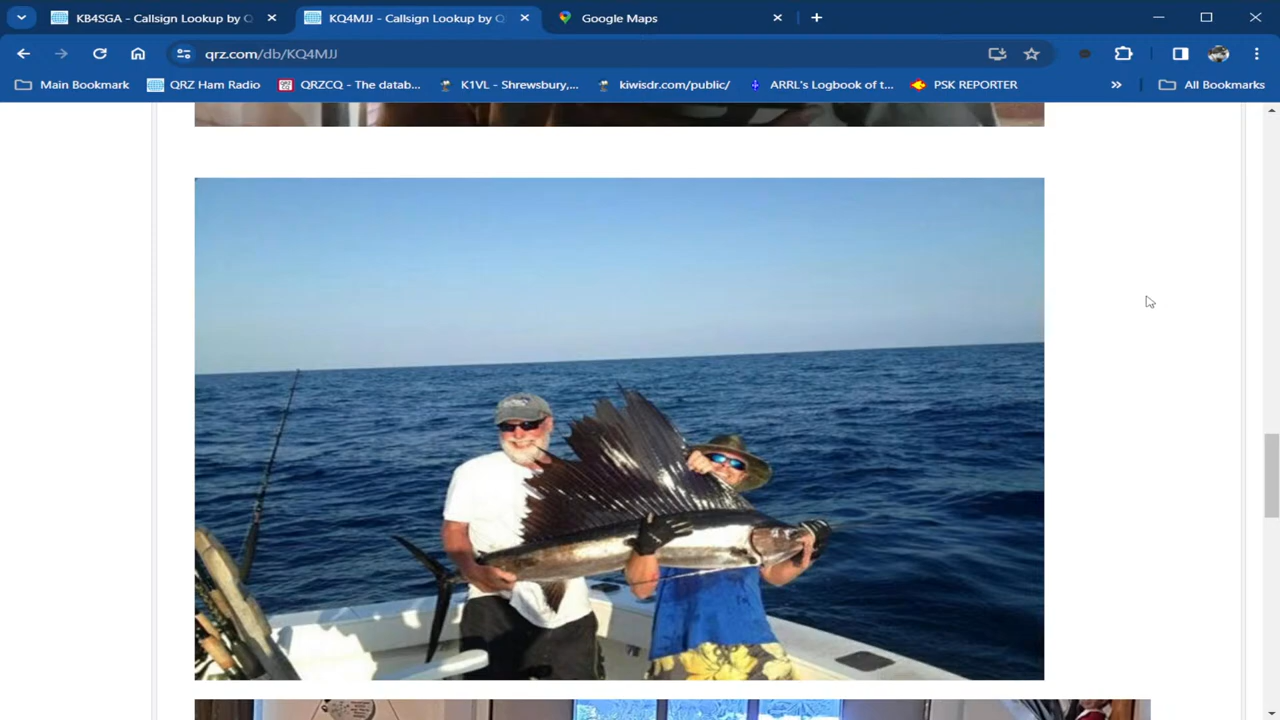 KB4SGA - Callsign Lookup by Q
KQ4MJJ - Callsign Lookup by Q
Google Maps
qrz.com/db/KQ4MJJ
Main Bookmark
QRZ Ham Radio
QRZCQ - The datab...
K1VL - Shrewsbury,...
kiwisdr.com/public/
ARRL's Logbook of t...
PSK REPORTER
All Bookmarks